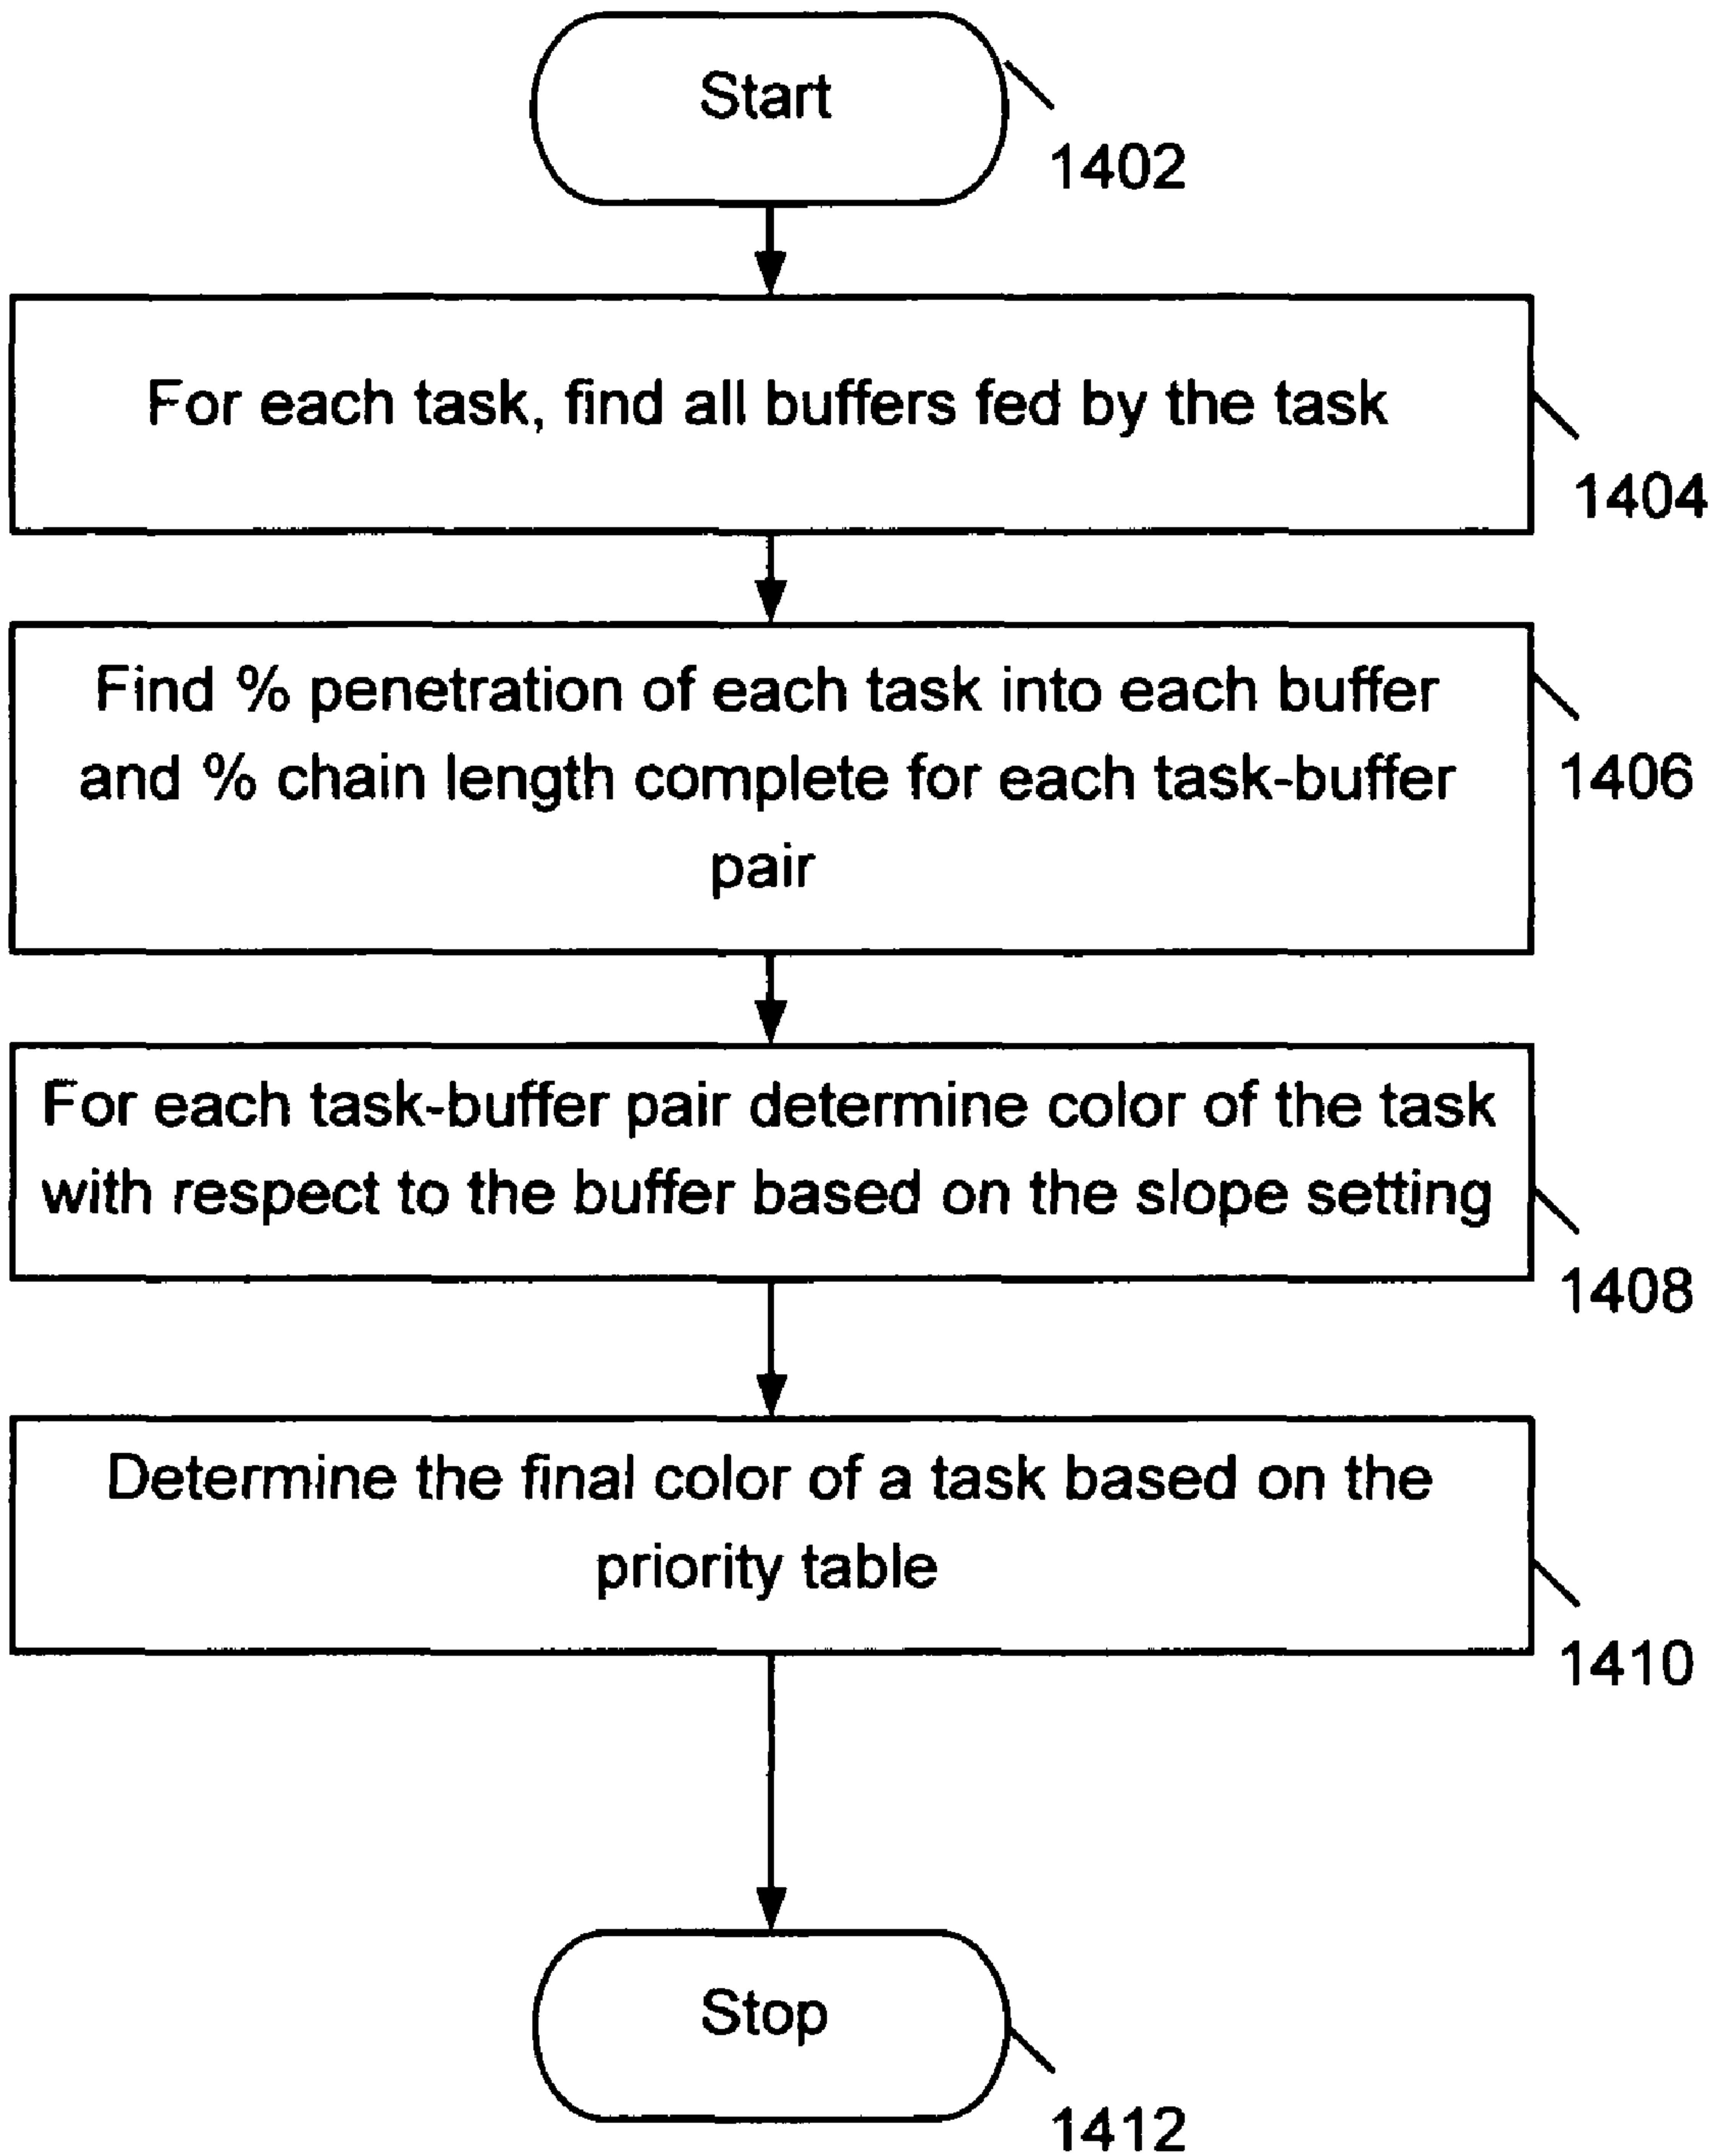 Start
1402
For each task, find all buffers fed by the task
1404
Find % penetration of each task into each buffer
and % chain length complete for each task-buffer
pair
1406
For each task-buffer pair determine color of the task
with respect to the buffer based on the slope setting
1408
Determine the final color of a task based on the
priority table
1410
Stop
1412